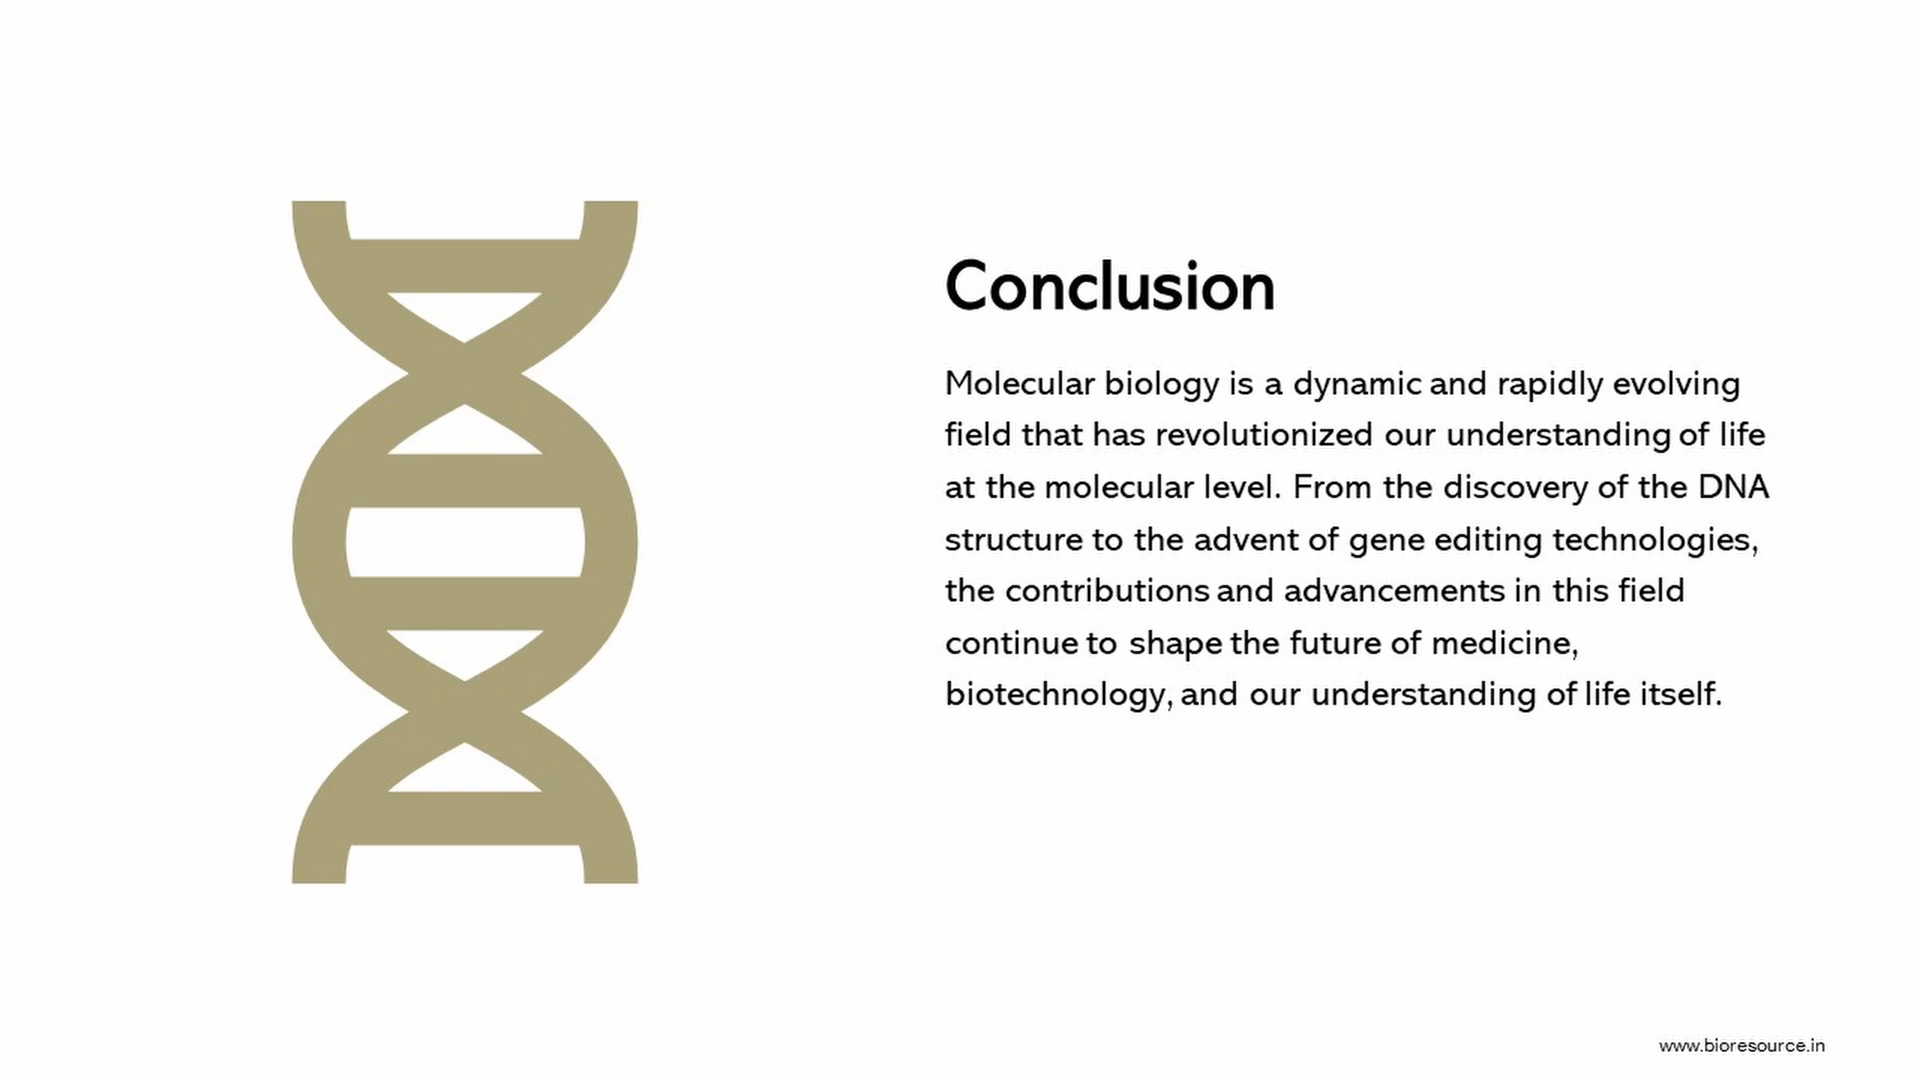 Conclusion
Molecular biology is a dynamic and rapidly evolving
field that has revolutionized our understanding of life
at the molecular level. From the discovery of the DNA
structure to the advent of gene editing technologies,
the contributions and advancements in this field
continue to shape the future of medicine,
biotechnology, and our understanding of life itself.
www.bioresource.in